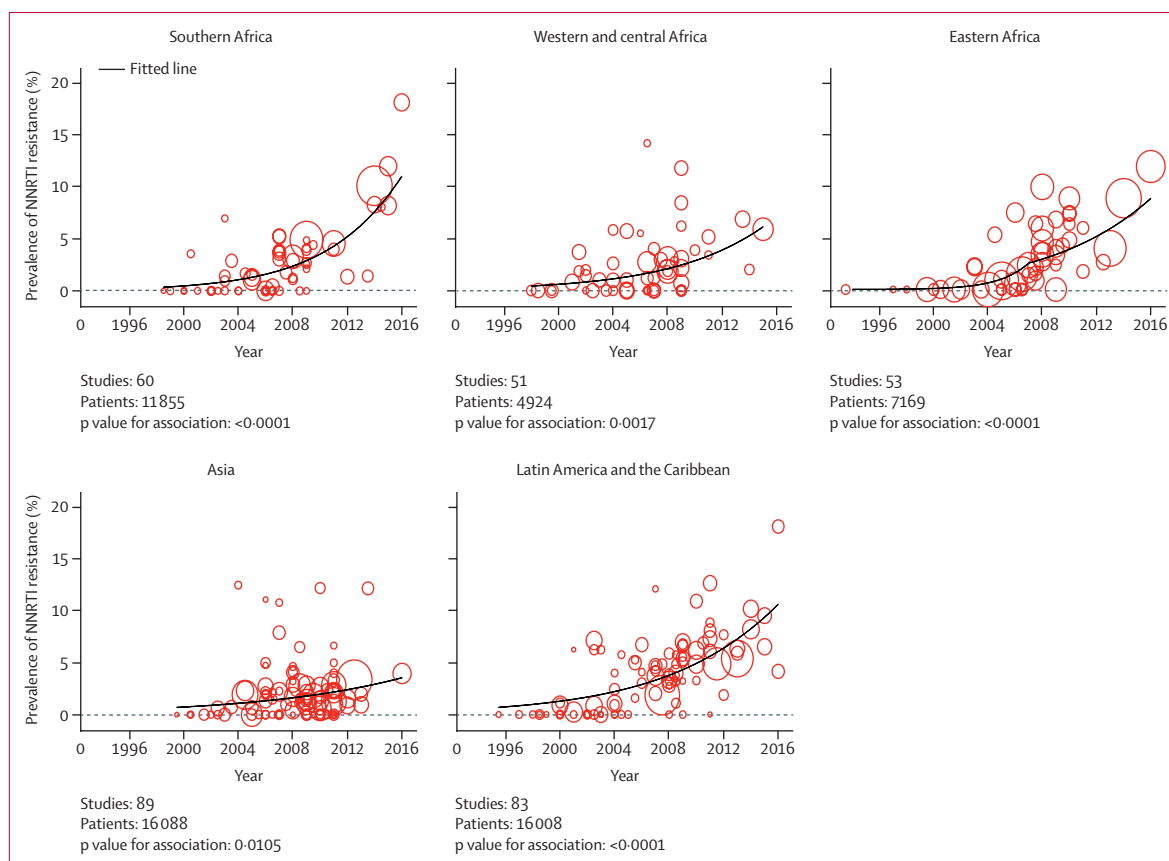 Southern Africa
Western and central Africa
Eastern Africa
Fitted line
Prevalence of NNRTI resistance (%)
20
15
10
5
0
0 1996 2000 2004 2008 2012 2016
Year
0 1996 2000 2004 2008 2012 2016
Year
0 1996 2000 2004 2008 2012 2016
Year
Studies: 60
Patients: 11 855
p value for association: <0·0001
Studies: 51
Patients: 4924
p value for association: 0·0017
Studies: 53
Patients: 7169
p value for association: <0·0001
Asia
Latin America and the Caribbean
Prevalence of NNRTI resistance (%)
20
15
10
5
0
0 1996 2000 2004 2008 2012 2016
Year
0 1996 2000 2004 2008 2012 2016
Year
Studies: 89
Patients: 16 088
p value for association: 0·0105
Studies: 83
Patients: 16 008
p value for association: <0·0001